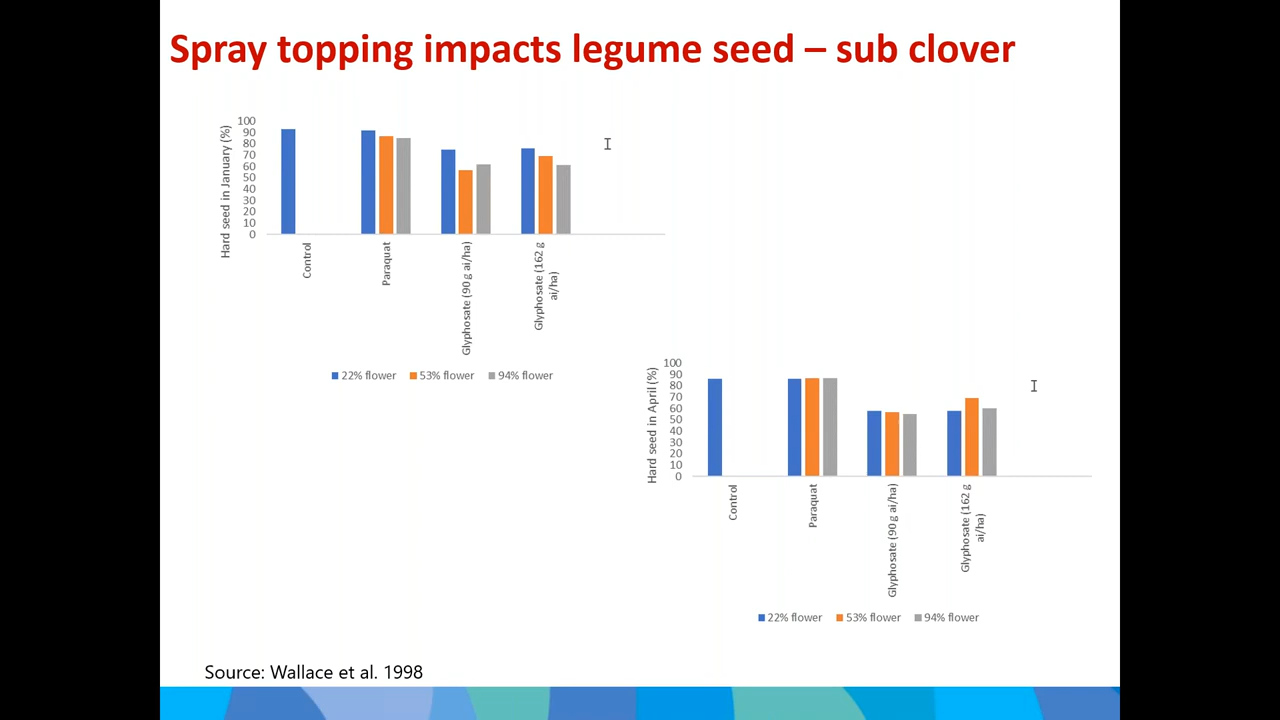 Spray topping impacts legume seed – sub clover
Hard seed in January (%)
100
90
80
70
60
50
40
30
20
10
0
Control
Paraquat
Glyphosate (90 g ai/ha)
Glyphosate (162 g
ai/ha)
22% flower 53% flower 94% flower
Hard seed in April (%)
100
90
80
70
60
50
40
30
20
10
0
Control
Paraquat
Glyphosate (90 g ai/ha)
Glyphosate (162 g
ai/ha)
22% flower 53% flower 94% flower
Source: Wallace et al. 1998